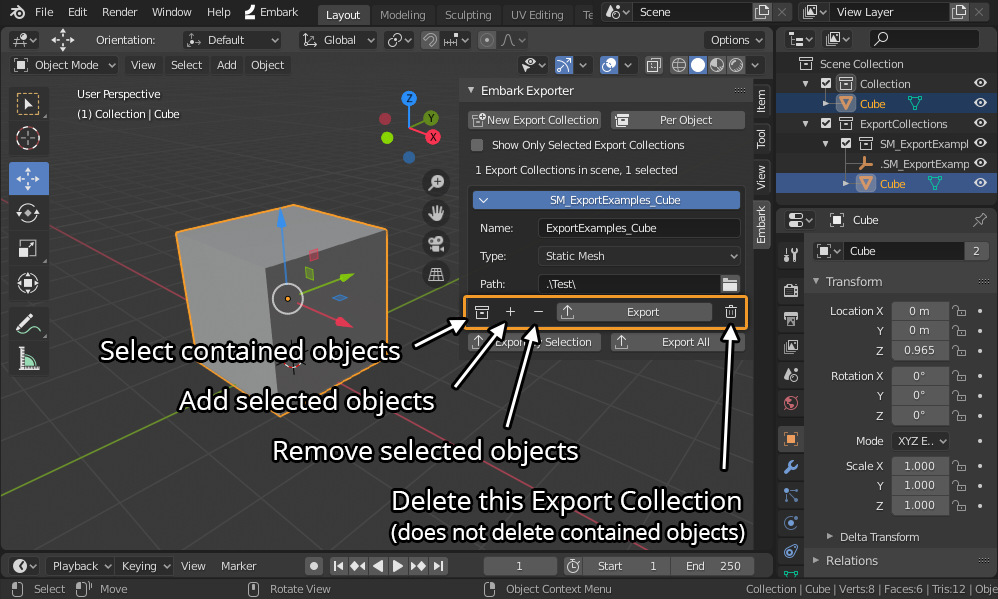 File Edit Render Window Help Embark Layout Modeling Sculpting UV Editing Te Scene View Layer
Orientation: Default Global Options
Object Mode View Select Add Object
User Perspective
(1) Collection | Cube
Z
Y
X
Embark Exporter
New Export Collection Per Object
Show Only Selected Export Collections
1 Export Collections in scene, 1 selected
SM_ExportExamples_Cube
Name: ExportExamples_Cube
Type: Static Mesh
Path: .\Test\
Export
Selection Export All
Item
Tool
View
Embark
Select contained objects
Add selected objects
Remove selected objects
Delete this Export Collection
(does not delete contained objects)
Scene Collection
Collection
Cube
ExportCollections
SM_ExportExampl
.SM_ExportExamp
Cube
Cube
Cube 2
Transform
Location X 0 m
Y 0 m
Z 0.965
Rotation X 0°
Y 0°
Z 0°
Mode XYZ E..
Scale X 1.000
Y 1.000
Z 1.000
Delta Transform
Relations
Playback Keying View Marker 1 Start 1 End 250
Select Move Rotate View Object Context Menu Collection | Cube | Verts:8 | Faces:6 | Tris:12 | Obje